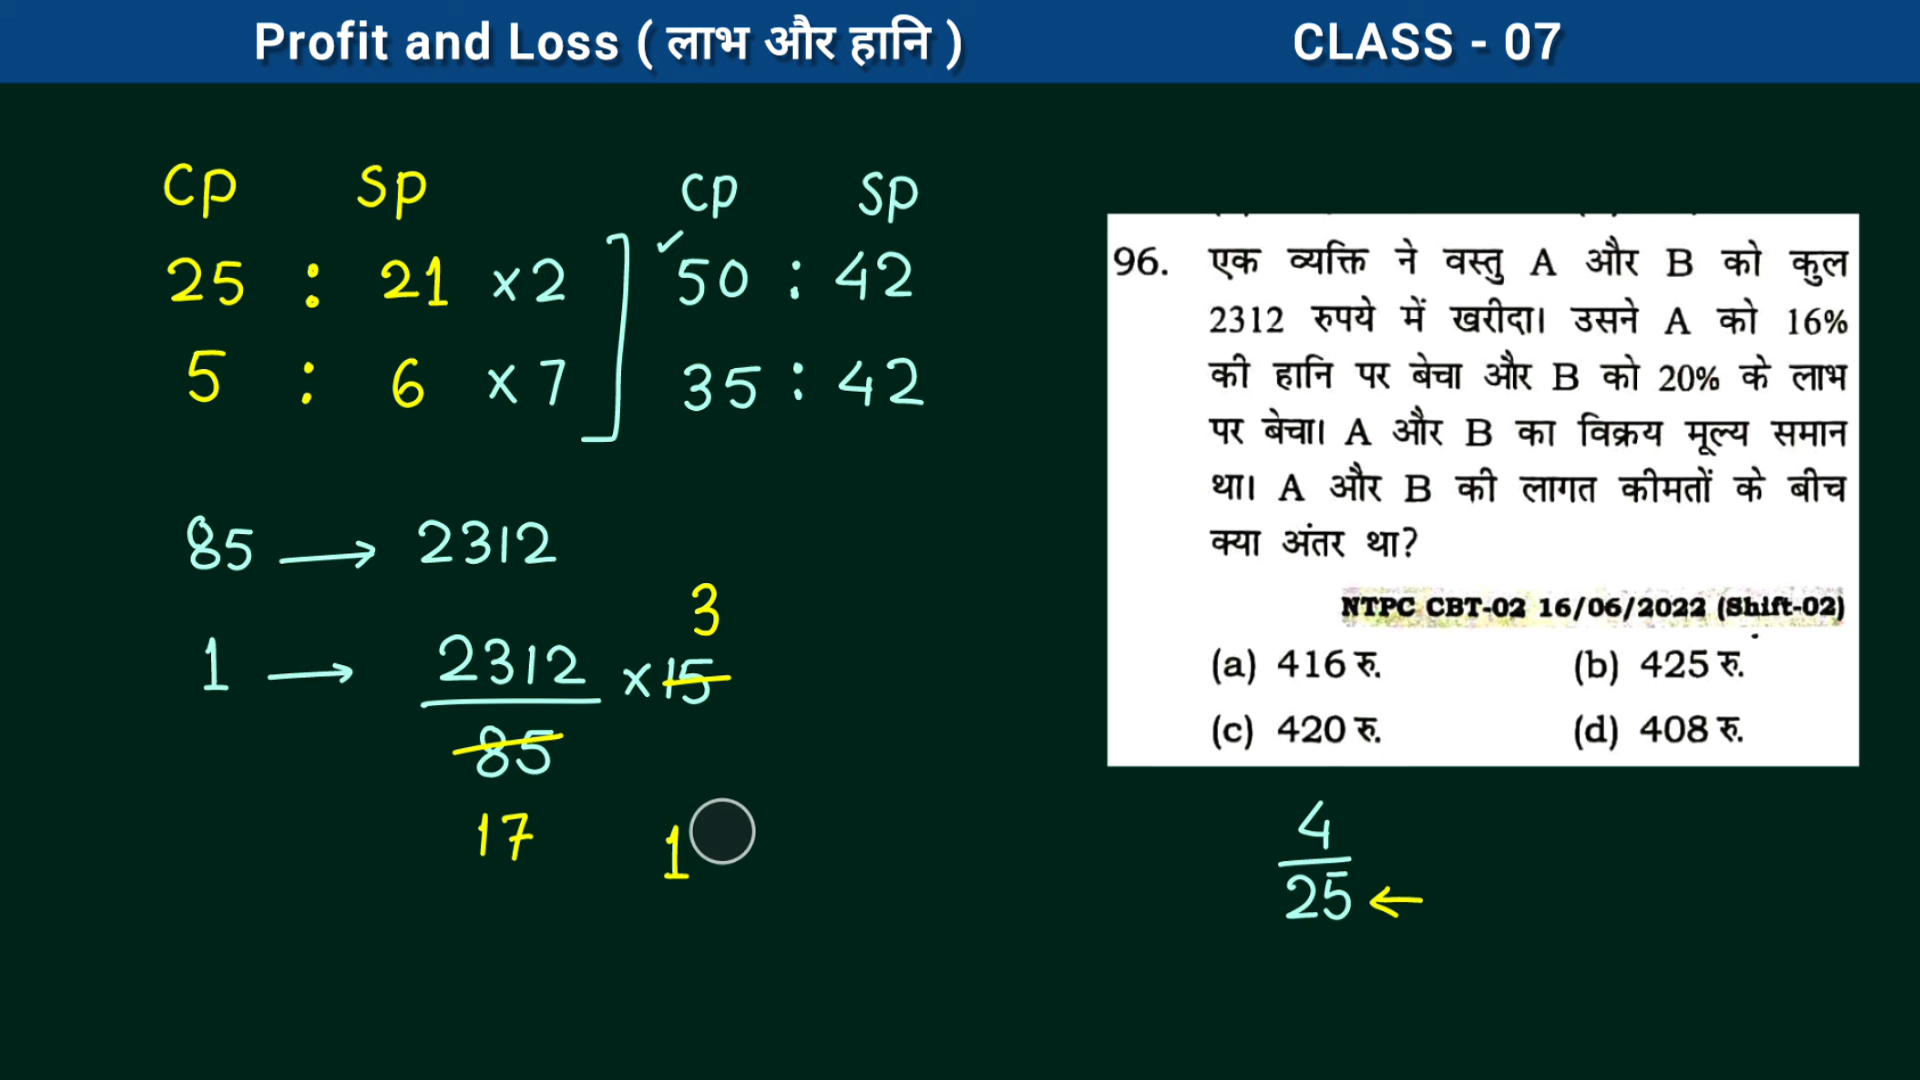 Profit and Loss ( लाभ और हानि ) CLASS - 07
CP SP
25 : 21 ×2
5 : 6 ×7
CP SP
✓50 : 42
35 : 42
85 → 2312
1 → 2312/85 ×15
3
17
1
96. एक व्यक्ति ने वस्तु A और B को कुल
2312 रुपये में खरीदा। उसने A को 16%
की हानि पर बेचा और B को 20% के लाभ
पर बेचा। A और B का विक्रय मूल्य समान
था। A और B की लागत कीमतों के बीच
क्या अंतर था?
NTPC CBT-02 16/06/2022 (Shift-02)
(a) 416 रु. (b) 425 रु.
(c) 420 रु. (d) 408 रु.
4
25 ←